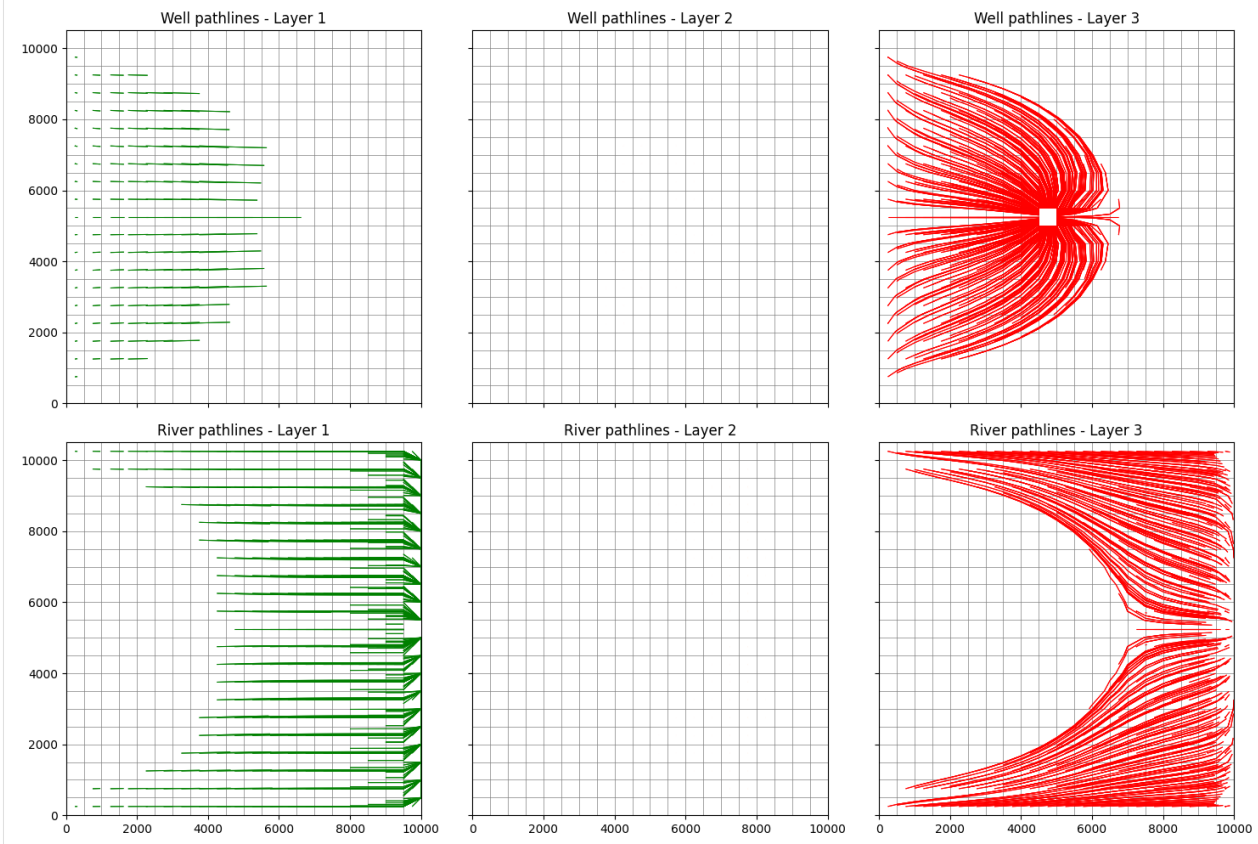 Well pathlines - Layer 1
Well pathlines - Layer 2
Well pathlines - Layer 3
10000
8000
6000
4000
2000
0
River pathlines - Layer 1
River pathlines - Layer 2
River pathlines - Layer 3
10000
8000
6000
4000
2000
0
0 2000 4000 6000 8000 10000
0 2000 4000 6000 8000 10000
0 2000 4000 6000 8000 10000